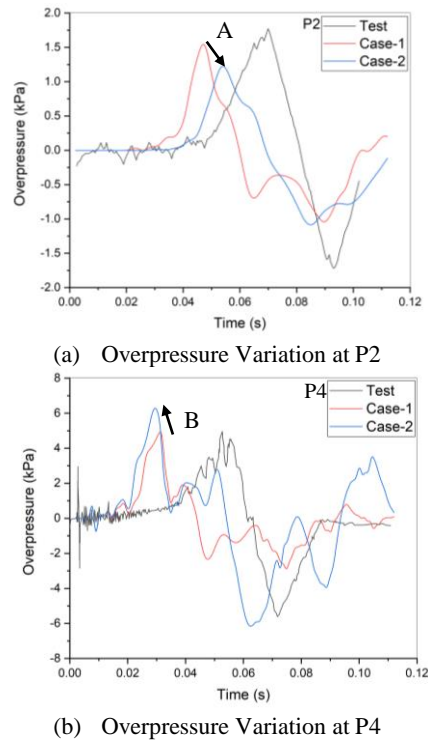 A
P2
Test
Case-1
Case-2
2.0
1.5
1.0
0.5
0.0
-0.5
-1.0
-1.5
-2.0
Overpressure (kPa)
0.00 0.02 0.04 0.06 0.08 0.10 0.12
Time (s)
(a) Overpressure Variation at P2
B
P4
Test
Case-1
Case-2
8
6
4
2
0
-2
-4
-6
-8
Overpressure (kPa)
0.00 0.02 0.04 0.06 0.08 0.10 0.12
Time (s)
(b) Overpressure Variation at P4